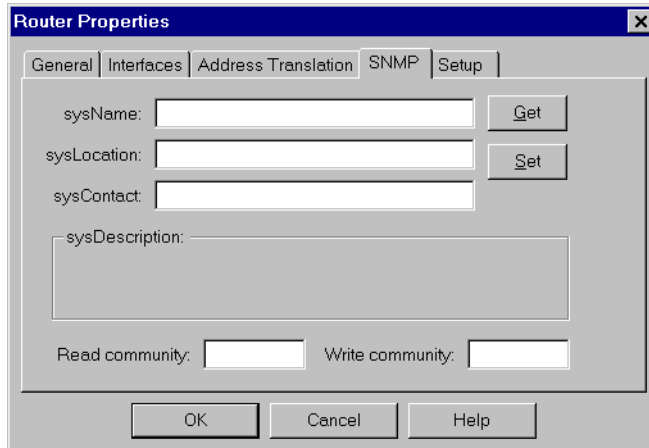 Router Properties
General Interfaces Address Translation SNMP Setup
sysName: Get
sysLocation: Set
sysContact:
sysDescription:
Read community: Write community:
OK Cancel Help